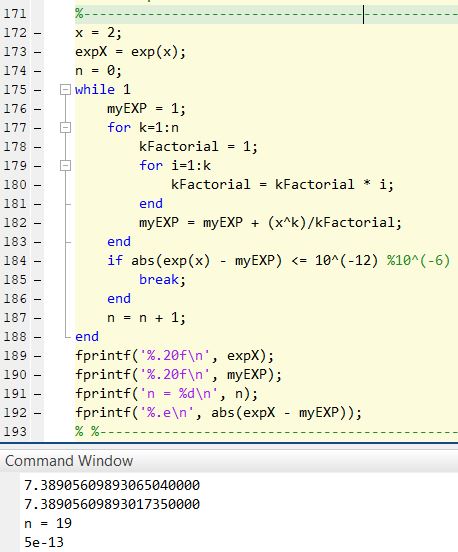 171 %------------------------------------------------
172 - x = 2;
173 - expX = exp(x);
174 - n = 0;
175 - while 1
176 - myEXP = 1;
177 - for k=1:n
178 - kFactorial = 1;
179 - for i=1:k
180 - kFactorial = kFactorial * i;
181 - end
182 - myEXP = myEXP + (x^k)/kFactorial;
183 - end
184 - if abs(exp(x) - myEXP) <= 10^(-12) %10^(-6)
185 - break;
186 - end
187 - n = n + 1;
188 - end
189 - fprintf('%.20f\n', expX);
190 - fprintf('%.20f\n', myEXP);
191 - fprintf('n = %d\n', n);
192 - fprintf('%.e\n', abs(expX - myEXP));
193 % %----------------------------------------------
Command Window
7.38905609893065040000
7.38905609893017350000
n = 19
5e-13